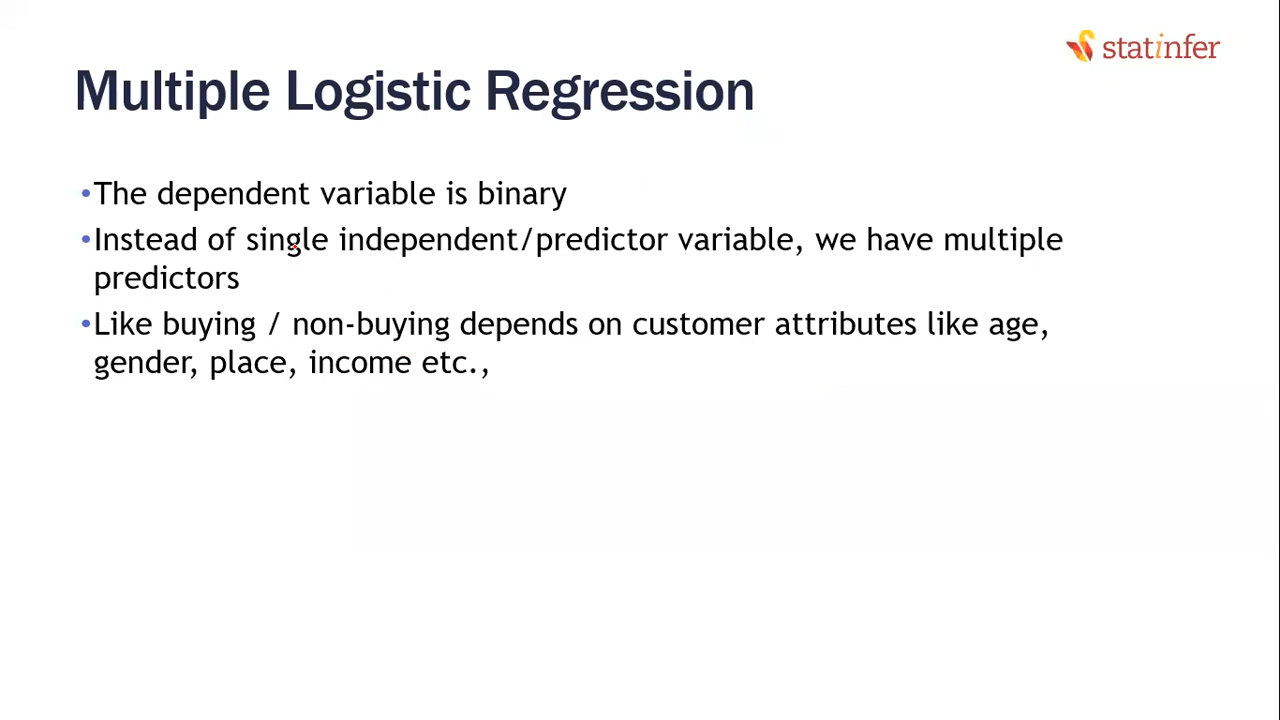 statinfer
Multiple Logistic Regression
•The dependent variable is binary
•Instead of single independent/predictor variable, we have multiple
predictors
•Like buying / non-buying depends on customer attributes like age,
gender, place, income etc.,